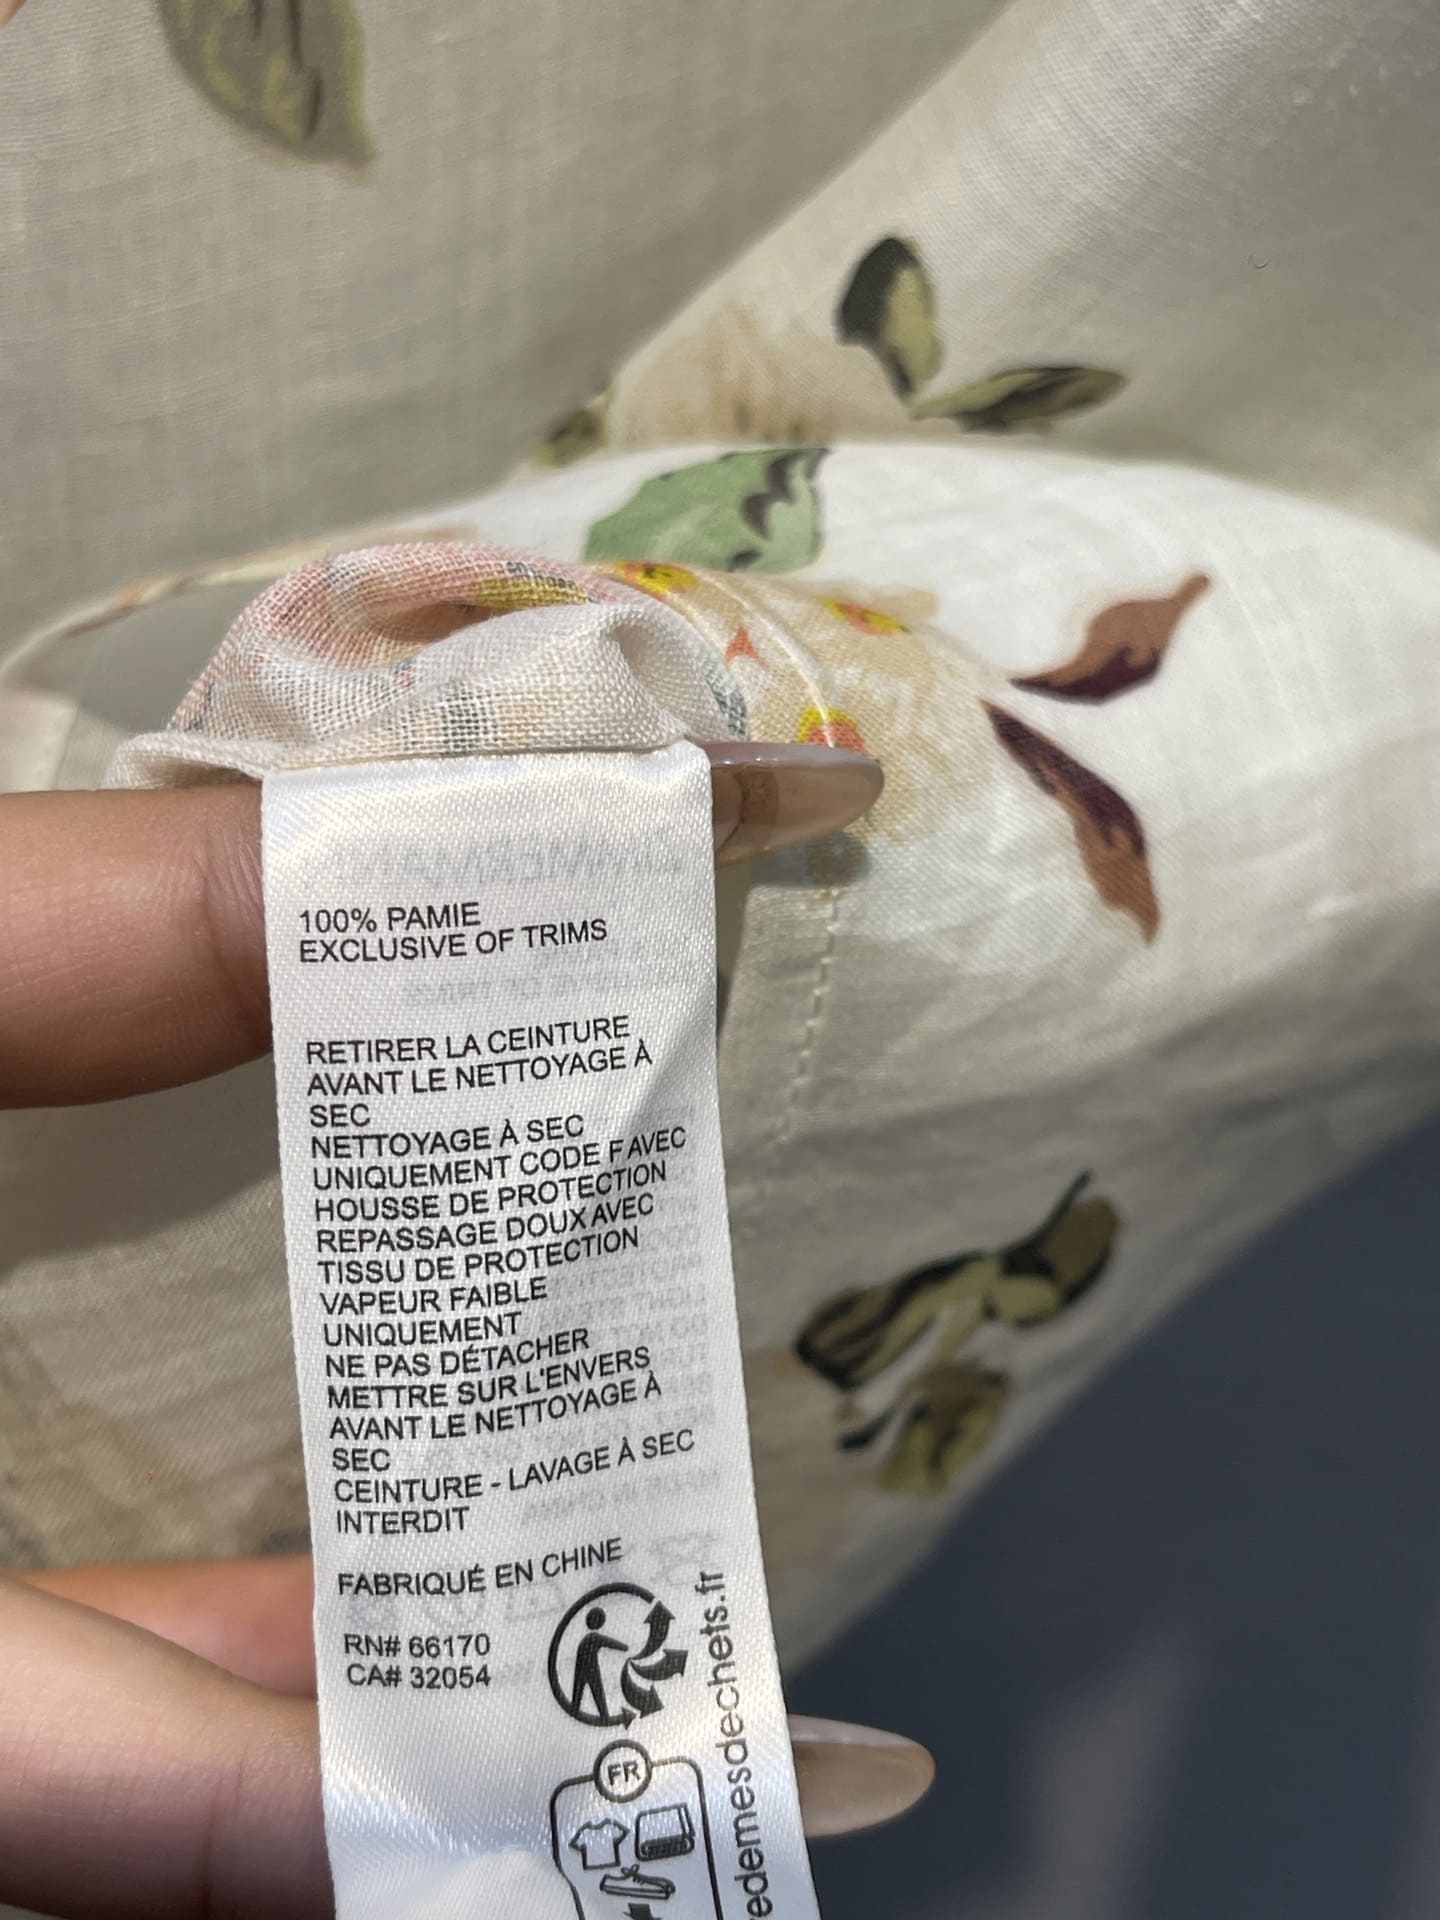 100% PAMIE
EXCLUSIVE OF TRIMS
RETIRER LA CEINTURE
AVANT LE NETTOYAGE À
SEC
NETTOYAGE À SEC
UNIQUEMENT CODE F AVEC
HOUSSE DE PROTECTION
REPASSAGE DOUX AVEC
TISSU DE PROTECTION
VAPEUR FAIBLE
UNIQUEMENT
NE PAS DÉTACHER
METTRE SUR L'ENVERS
AVANT LE NETTOYAGE À
SEC
CEINTURE - LAVAGE À SEC
INTERDIT
FABRIQUÉ EN CHINE
RN# 66170
CA# 32054
FR
edemesdechets.fr